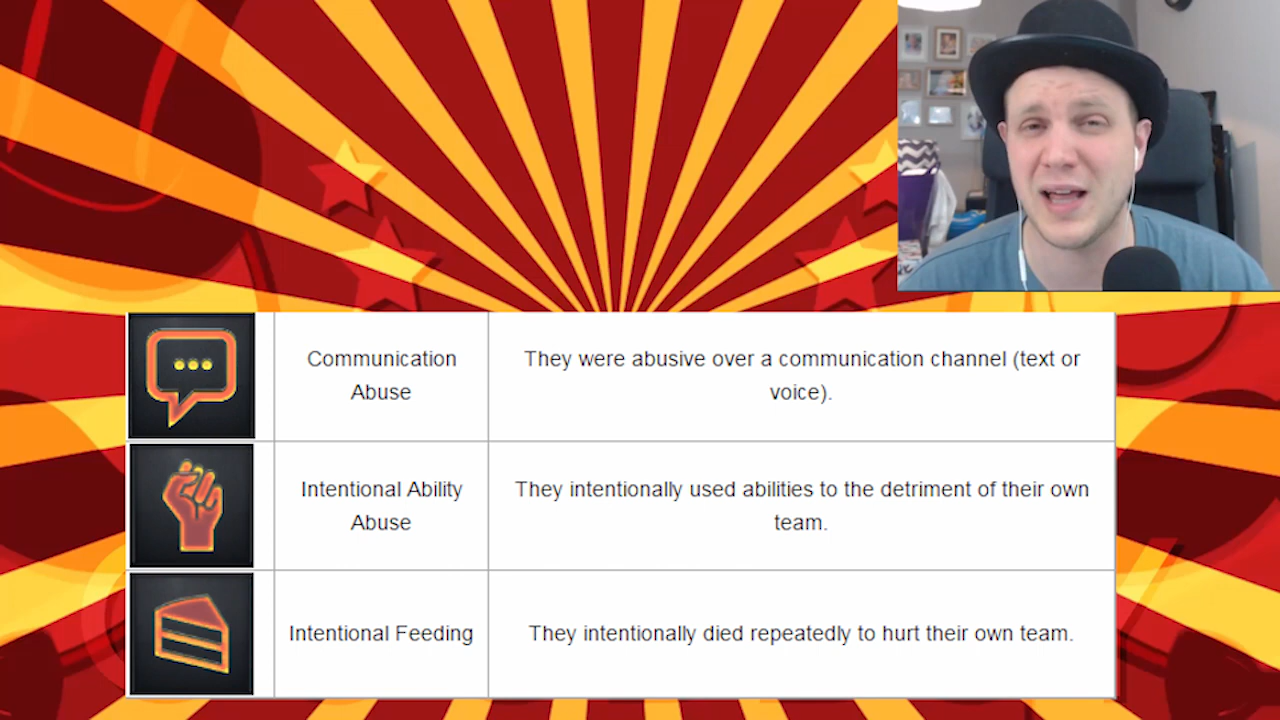 Communication
Abuse
They were abusive over a communication channel (text or
voice).
Intentional Ability
Abuse
They intentionally used abilities to the detriment of their own
team.
Intentional Feeding
They intentionally died repeatedly to hurt their own team.